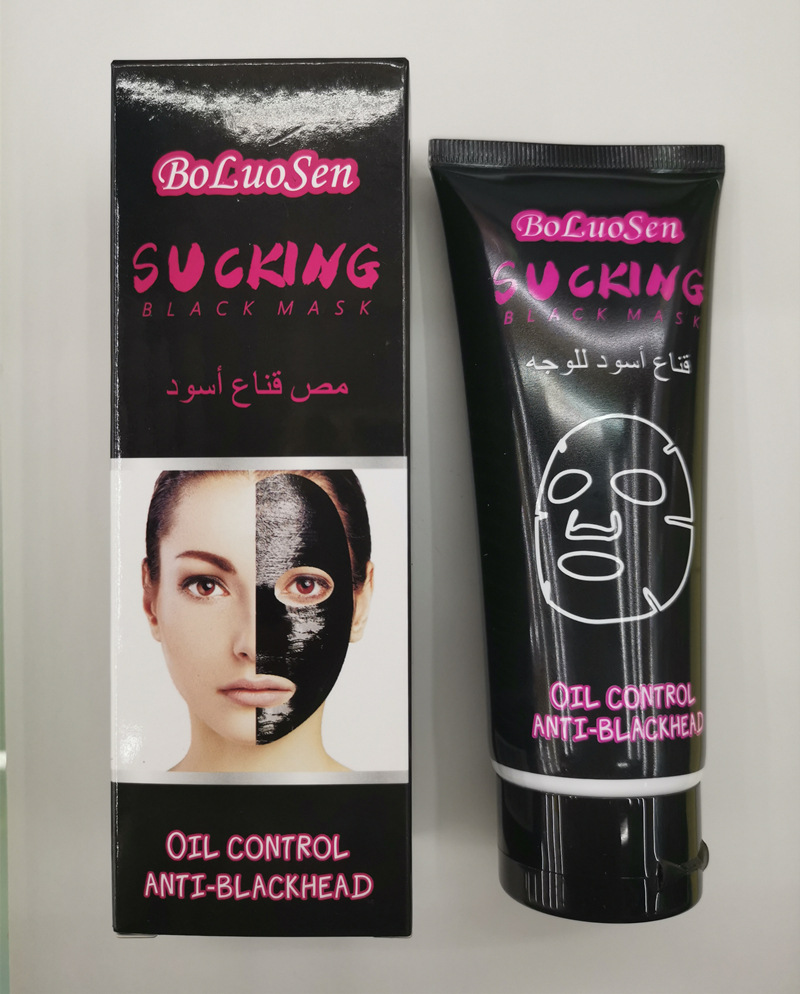 BoLuoSen
SUCKING
BLACK MASK
مص قناع أسود
OIL CONTROL
ANTI-BLACKHEAD
BoLuoSen
SUCKING
BLACK MASK
قناع أسود للوجه
OIL CONTROL
ANTI-BLACKHEAD